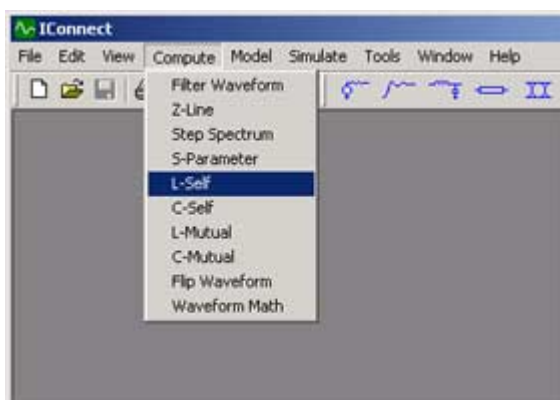 IConnect
File Edit View Compute Model Simulate Tools Window Help
Filter Waveform
Z-Line
Step Spectrum
S-Parameter
L-Self
C-Self
L-Mutual
C-Mutual
Flip Waveform
Waveform Math